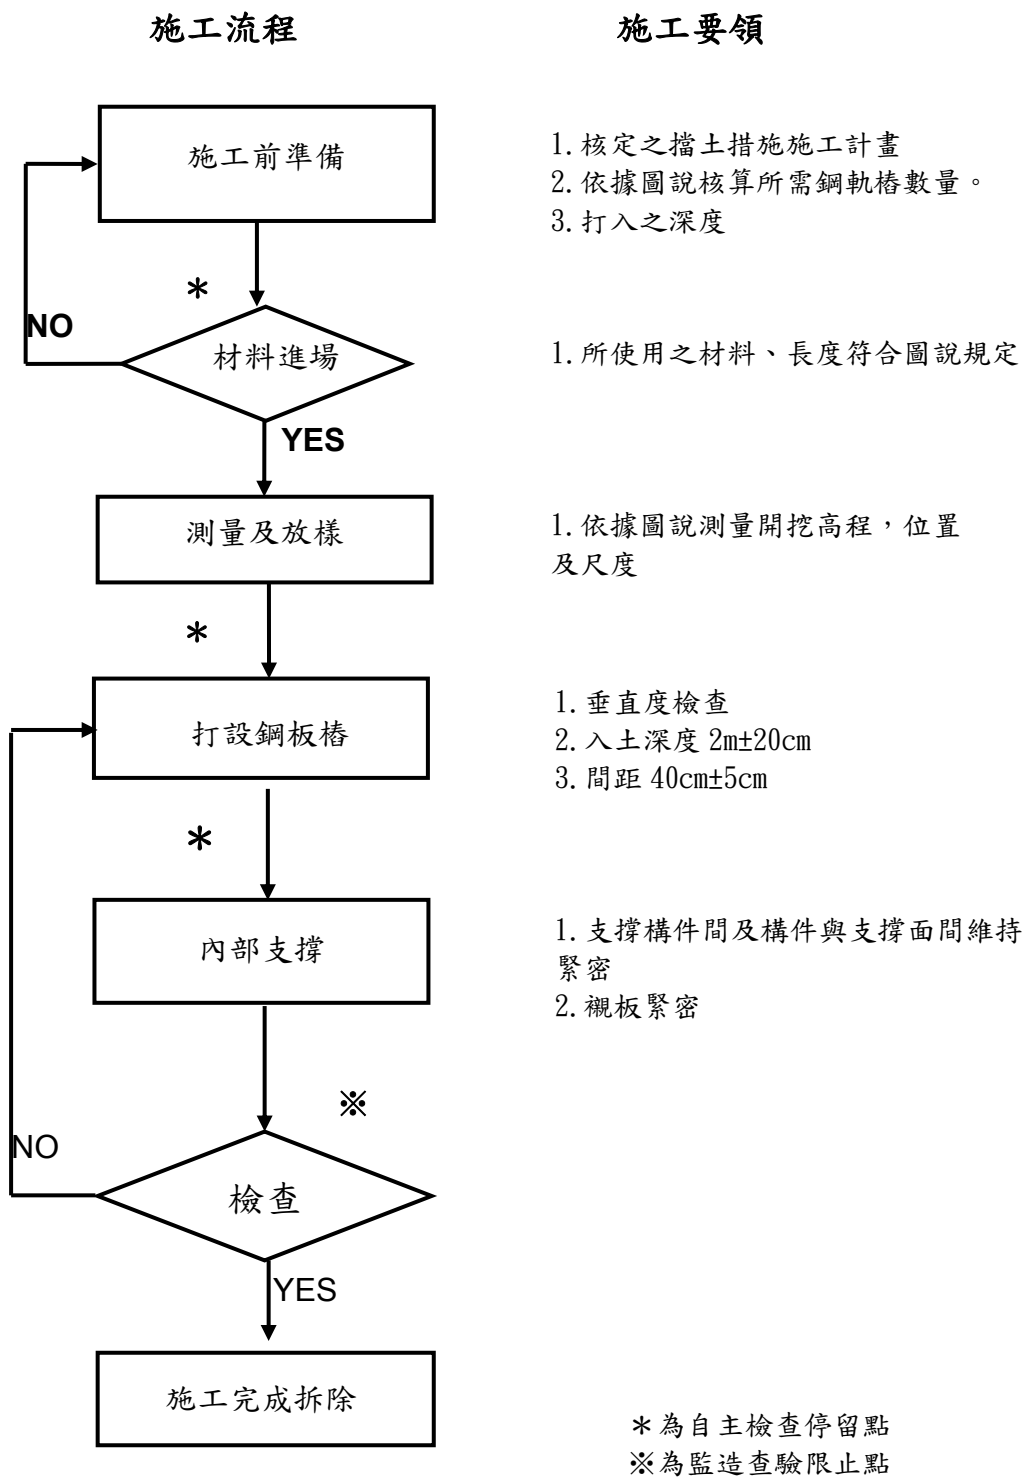 施工流程
施工要領
施工前準備
1.核定之擋土措施施工計畫
2.依據圖說核算所需鋼軌樁數量。
3.打入之深度
＊
NO
材料進場
1.所使用之材料、長度符合圖說規定
YES
測量及放樣
1.依據圖說測量開挖高程，位置
及尺度
＊
打設鋼板樁
1.垂直度檢查
2.入土深度 2m±20cm
3.間距 40cm±5cm
＊
內部支撐
1.支撐構件間及構件與支撐面間維持
緊密
2.襯板緊密
※
NO
檢查
YES
施工完成拆除
＊為自主檢查停留點
※為監造查驗限止點